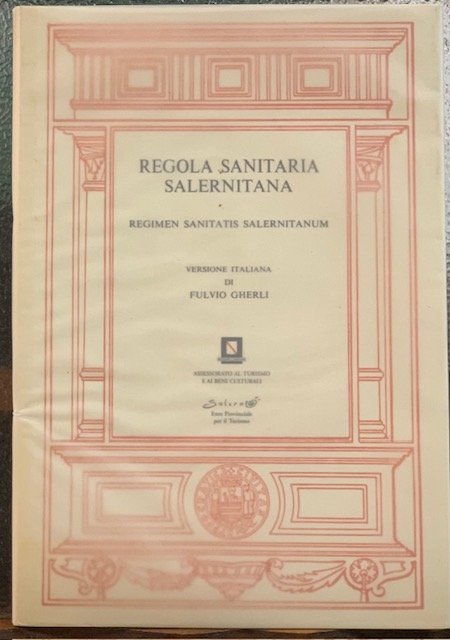 REGOLA SANITARIA
SALERNITANA
REGIMEN SANITATIS SALERNITANUM
VERSIONE ITALIANA
DI
FULVIO GHERLI
ASSESSORATO AL TURISMO
E AI BENI CULTURALI
Salerno
Ente Provinciale
per il Turismo